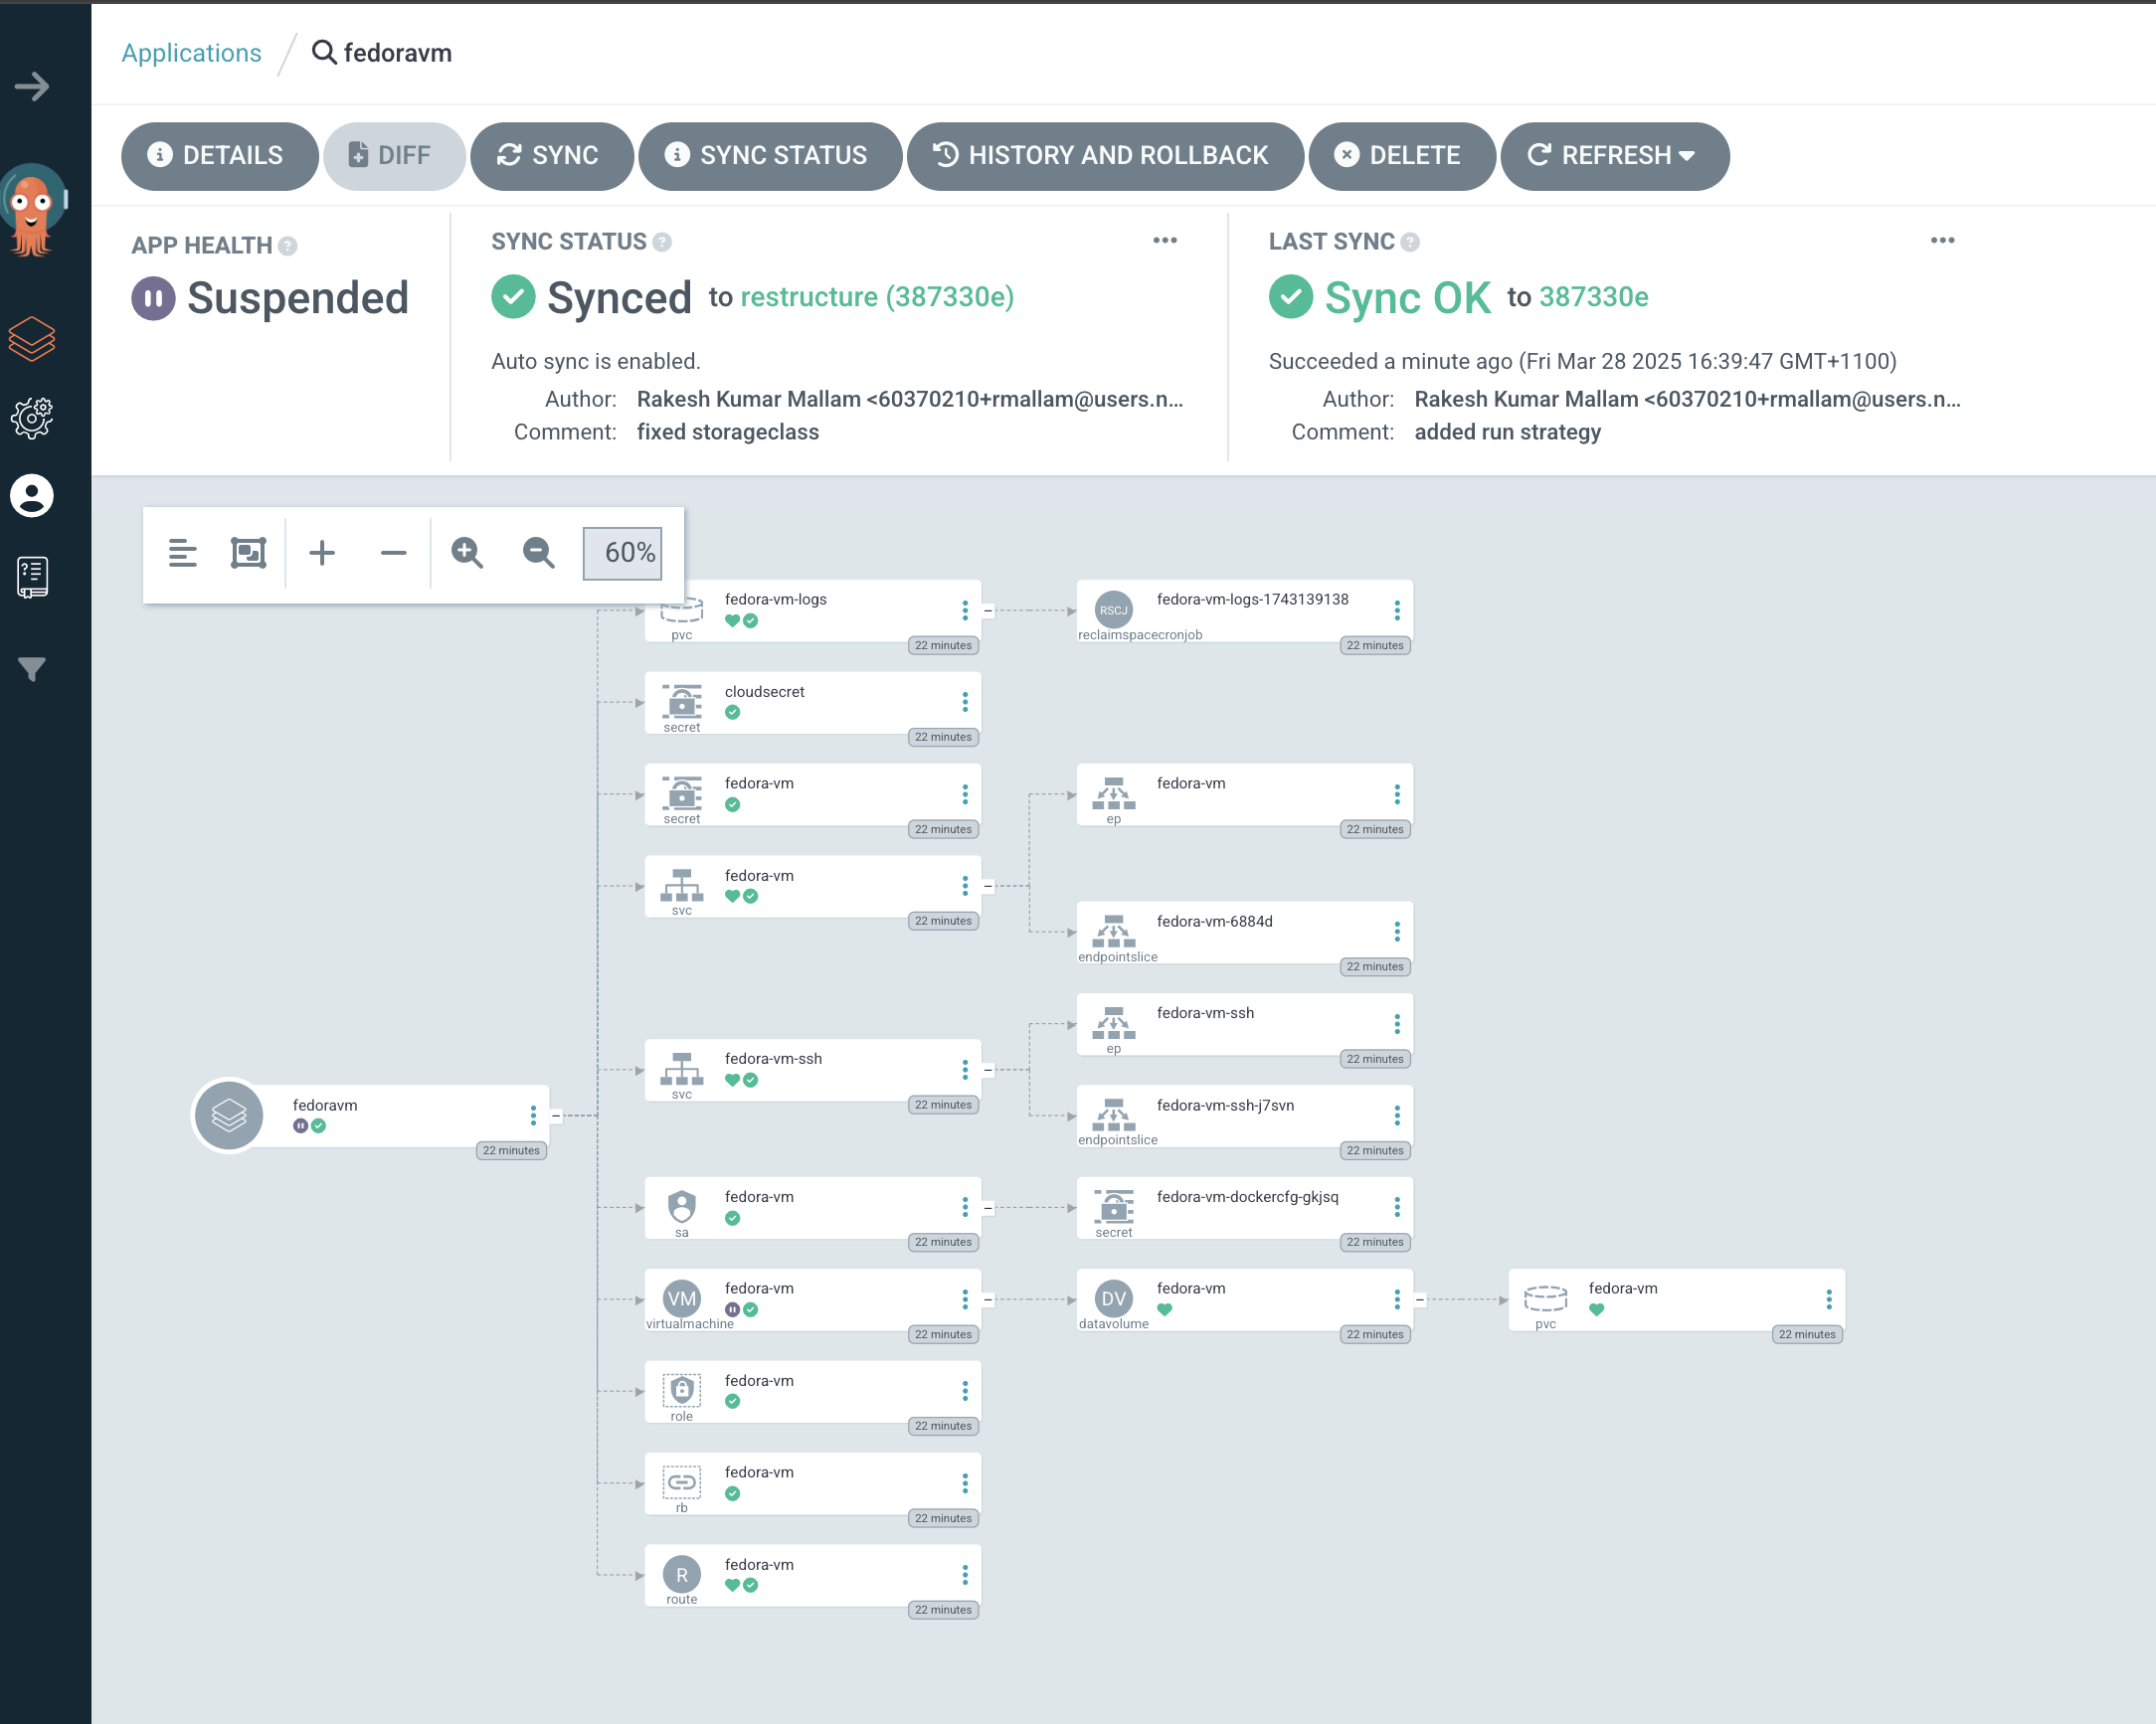 Applications / fedoravm
DETAILS DIFF SYNC SYNC STATUS HISTORY AND ROLLBACK DELETE REFRESH
APP HEALTH ?
Suspended
SYNC STATUS ?
Synced to restructure (387330e)
Auto sync is enabled.
Author: Rakesh Kumar Mallam <60370210+rmallam@users.n...
Comment: fixed storageclass
LAST SYNC ?
Sync OK to 387330e
Succeeded a minute ago (Fri Mar 28 2025 16:39:47 GMT+1100)
Author: Rakesh Kumar Mallam <60370210+rmallam@users.n...
Comment: added run strategy
60%
fedoravm
22 minutes
fedora-vm-logs
pvc
22 minutes
RSCJ
fedora-vm-logs-1743139138
reclaimspacecronjob
22 minutes
cloudsecret
secret
22 minutes
fedora-vm
secret
22 minutes
fedora-vm
ep
22 minutes
fedora-vm
svc
22 minutes
fedora-vm-6884d
endpointslice
22 minutes
fedora-vm-ssh
ep
22 minutes
fedora-vm-ssh
svc
22 minutes
fedora-vm-ssh-j7svn
endpointslice
22 minutes
fedora-vm
sa
22 minutes
fedora-vm-dockercfg-gkjsq
secret
22 minutes
VM
fedora-vm
virtualmachine
22 minutes
DV
fedora-vm
datavolume
22 minutes
fedora-vm
pvc
22 minutes
fedora-vm
role
22 minutes
fedora-vm
rb
22 minutes
R
fedora-vm
route
22 minutes